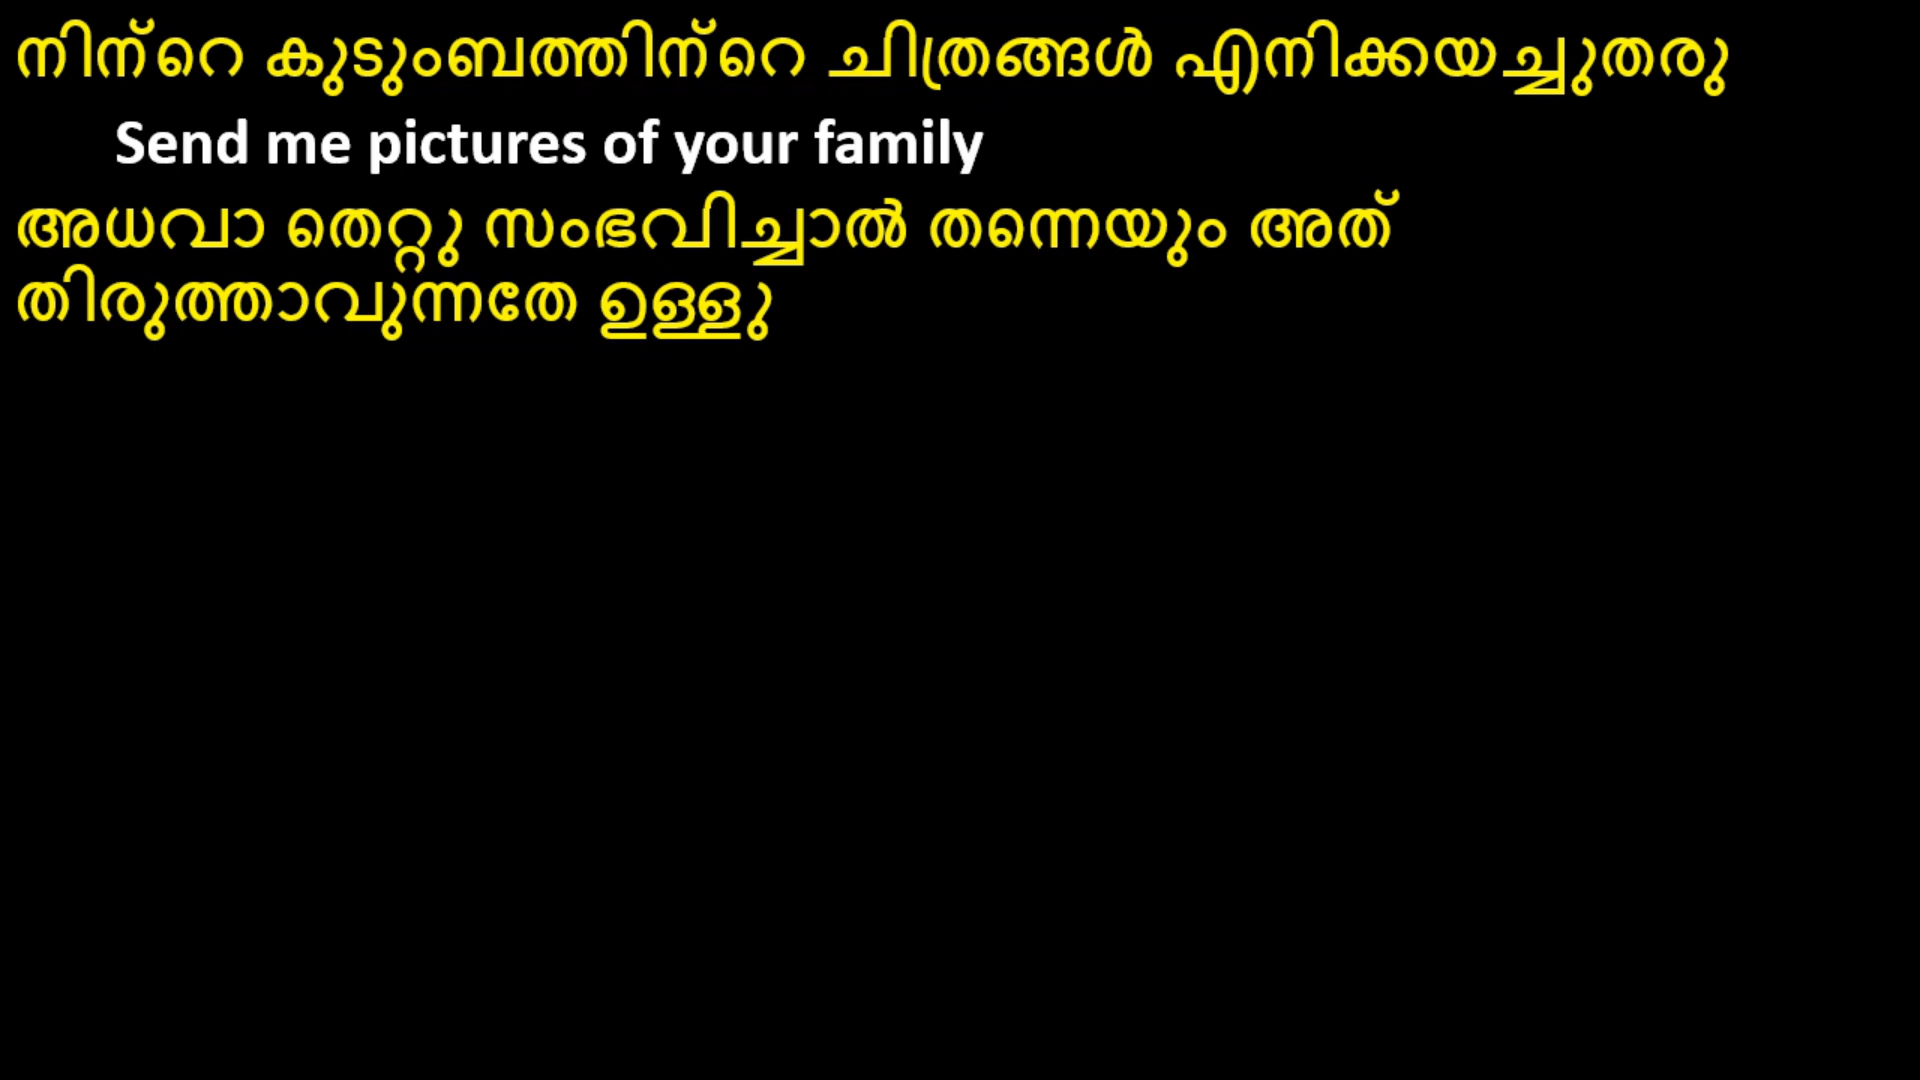 നിന്റെ കുടുംബത്തിന്റെ ചിത്രങ്ങൾ എനിക്കയച്ചുതരു
Send me pictures of your family
അധവാ തെറ്റു സംഭവിച്ചാൽ തന്നെയും അത്
തിരുത്താവുന്നതേ ഉള്ളു